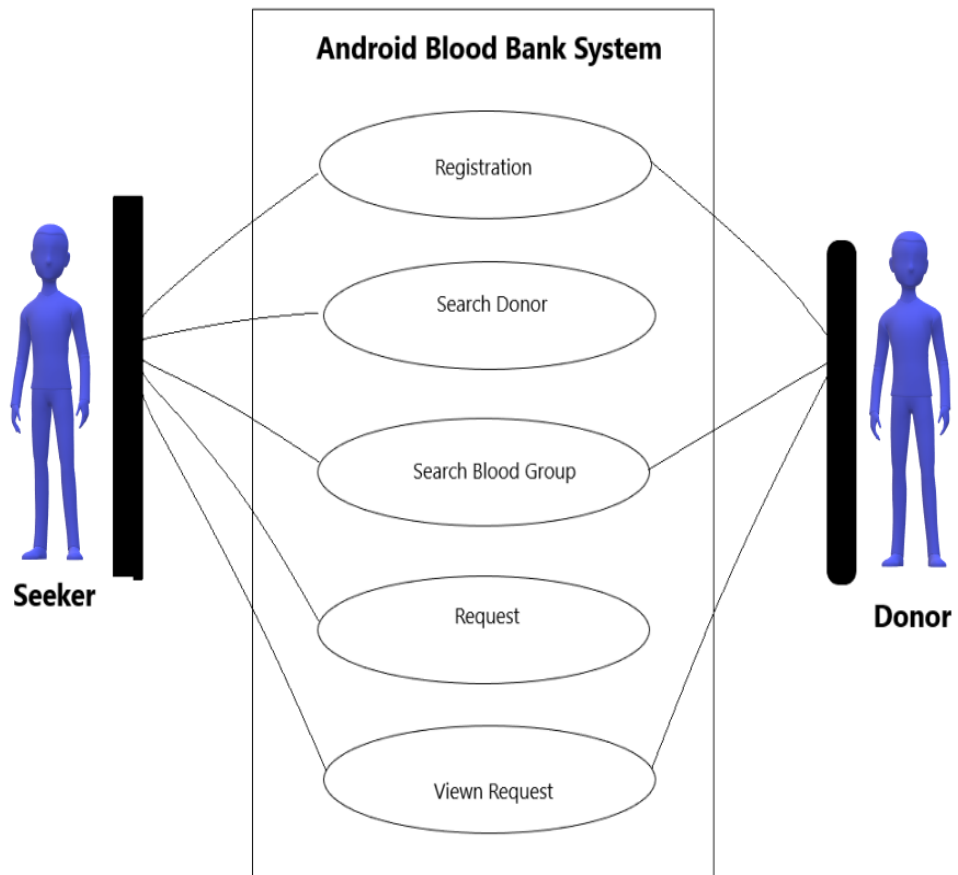 Android Blood Bank System
Registration
Search Donor
Search Blood Group
Request
Viewn Request
Seeker
Donor